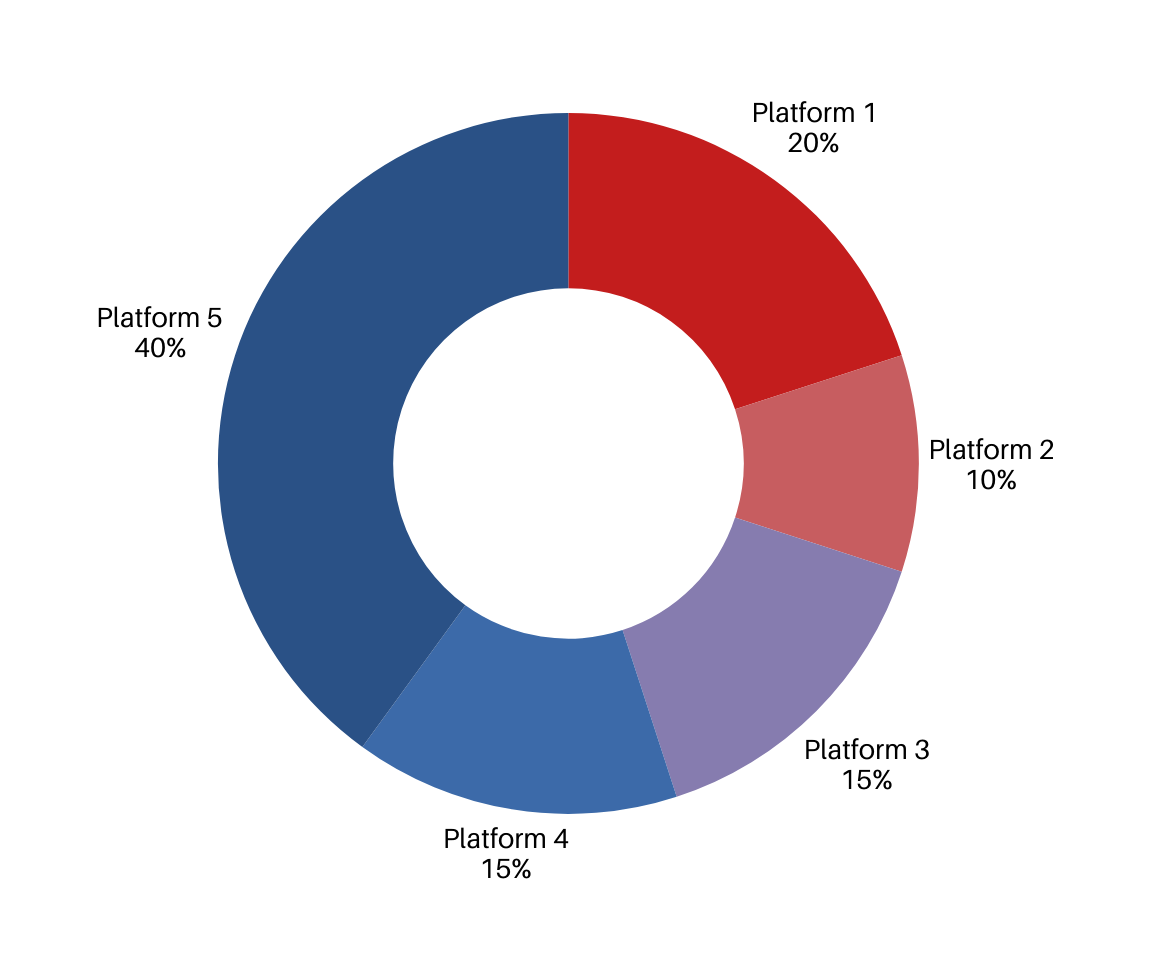 Platform 1
20%
Platform 2
10%
Platform 3
15%
Platform 4
15%
Platform 5
40%